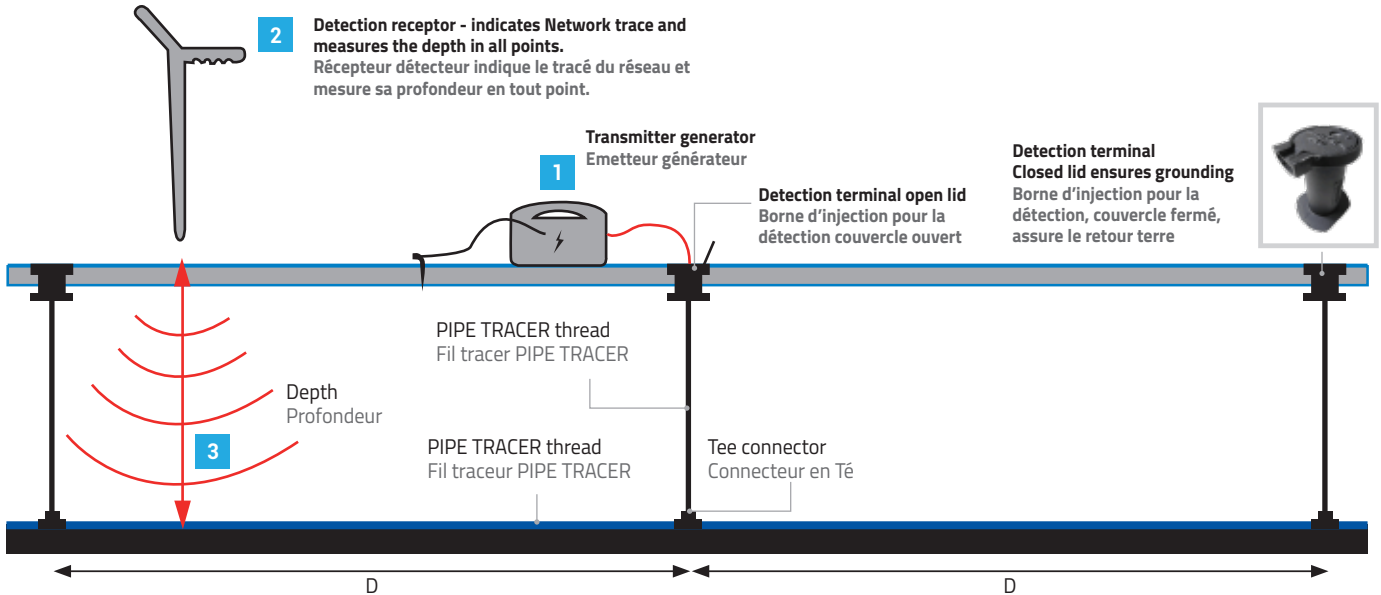 2
Detection receptor - indicates Network trace and
measures the depth in all points.
Récepteur détecteur indique le tracé du réseau et
mesure sa profondeur en tout point.
Transmitter generator
Emetteur générateur
1
Detection terminal open lid
Borne d'injection pour la
détection couvercle ouvert
Detection terminal
Closed lid ensures grounding
Borne d'injection pour la
détection, couvercle fermé,
assure le retour terre
PIPE TRACER thread
Fil tracer PIPE TRACER
Depth
Profondeur
3
PIPE TRACER thread
Fil traceur PIPE TRACER
Tee connector
Connecteur en Té
D
D